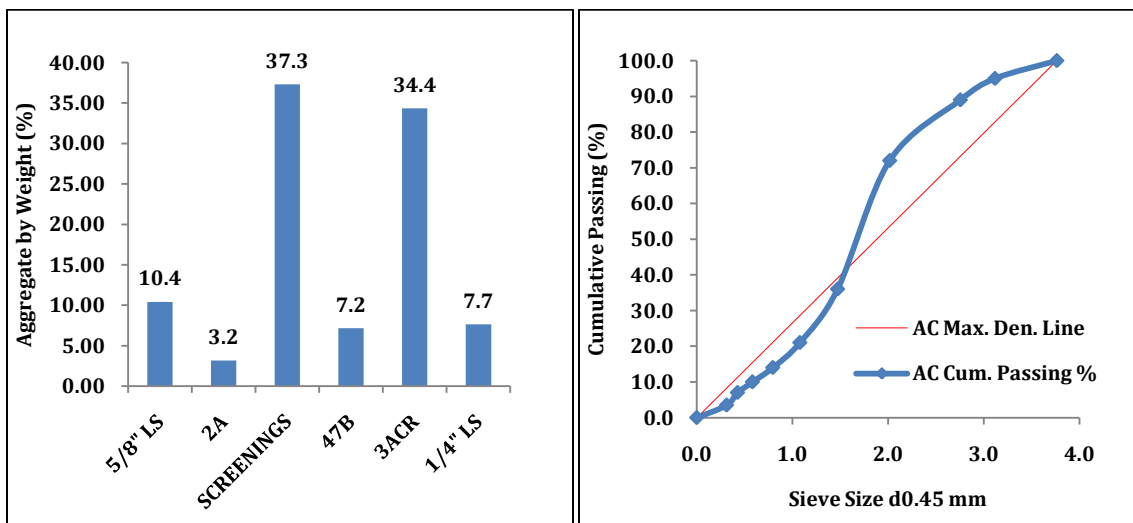 40.00
35.00
30.00
25.00
20.00
15.00
10.00
5.00
0.00
Aggregate by Weight (%)
10.4
3.2
37.3
7.2
34.4
7.7
5/8" LS
2A
SCREENINGS
47B
3ACR
1/4" LS
100.0
90.0
80.0
70.0
60.0
50.0
40.0
30.0
20.0
10.0
0.0
Cumulative Passing (%)
AC Max. Den. Line
AC Cum. Passing %
0.0 1.0 2.0 3.0 4.0
Sieve Size d0.45 mm